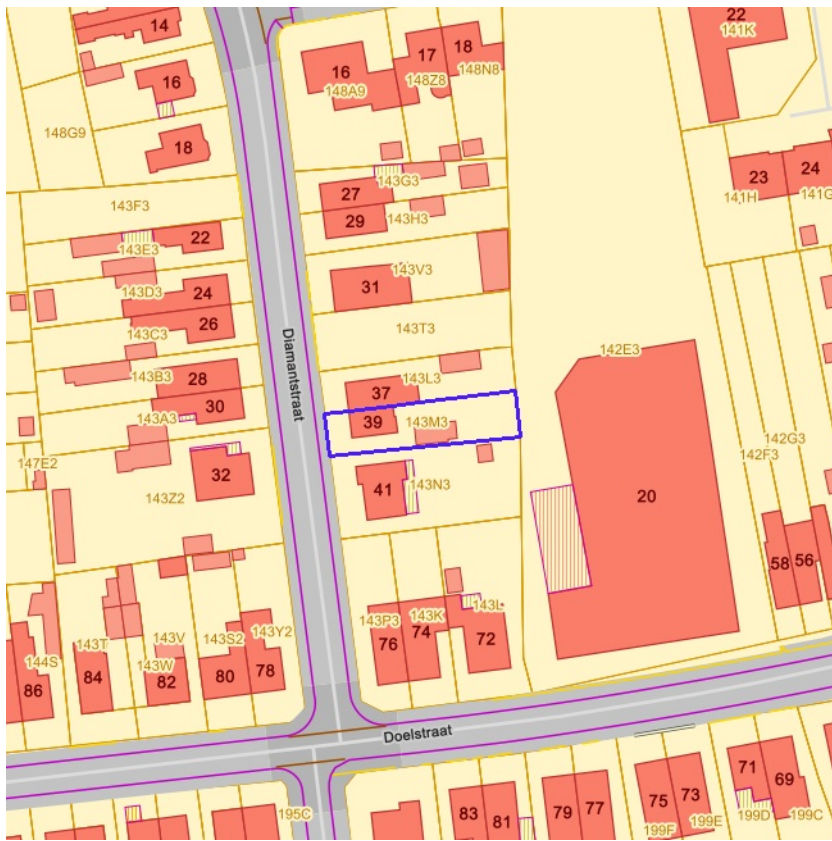 14
22
141K
16
17
18
148Z8
148N8
148A9
16
148G9
18
23
24
141H
141G
143F3
143G3
27
29
143H3
22
143E3
143V3
31
143D3
24
143T3
26
143C3
Diamantstraat
142E3
143B3
28
143L3
37
30
143A3
39
143M3
142G3
142F3
147E2
32
143Z2
41
143N3
20
58
56
143L
143P3
143K
76
74
72
144S
143T
143V
143W
143S2
143Y2
86
84
82
80
78
Doelstraat
195C
83
81
79
77
75
73
71
69
199F
199E
199D
199C